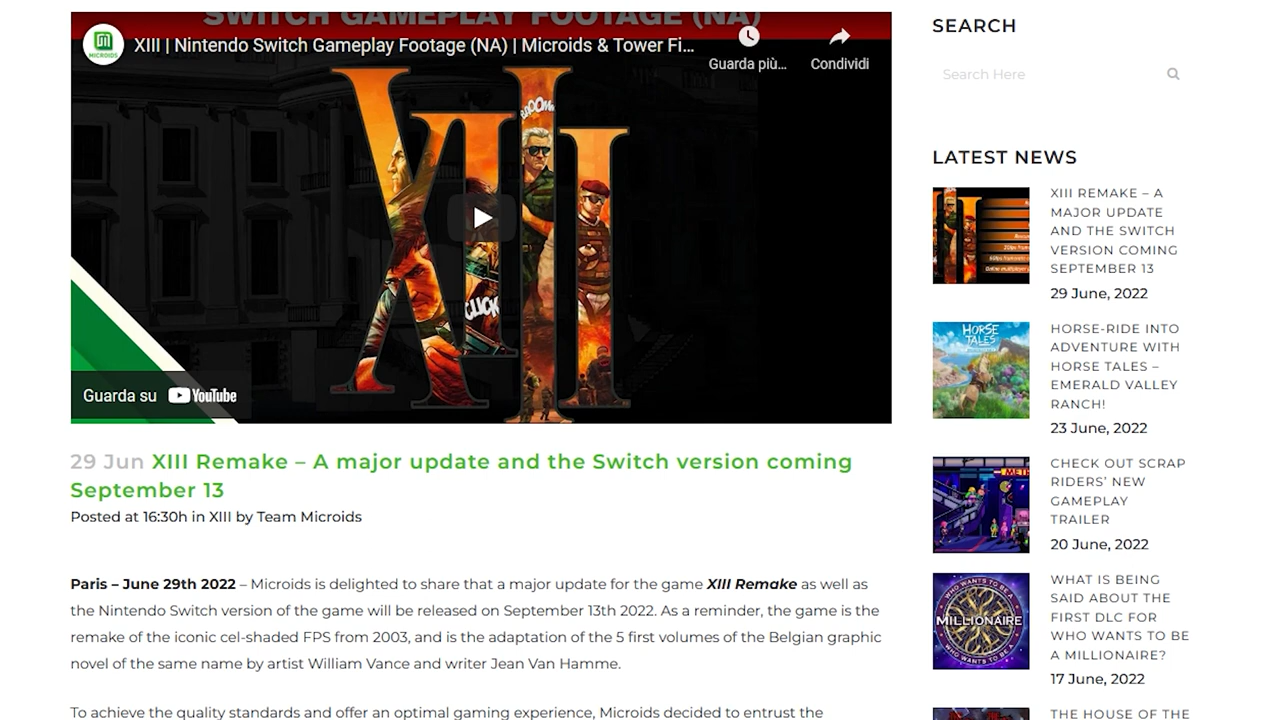 SWITCH GAMEPLAY FOOTAGE (NA)
MICROIDS
XIII | Nintendo Switch Gameplay Footage (NA) | Microids & Tower Fi...
Guarda più...
Condividi
BAOOM
CLICK
Guarda su YouTube
29 Jun XIII Remake – A major update and the Switch version coming
September 13
Posted at 16:30h in XIII by Team Microids
Paris – June 29th 2022 – Microids is delighted to share that a major update for the game XIII Remake as well as
the Nintendo Switch version of the game will be released on September 13th 2022. As a reminder, the game is the
remake of the iconic cel-shaded FPS from 2003, and is the adaptation of the 5 first volumes of the Belgian graphic
novel of the same name by artist William Vance and writer Jean Van Hamme.
To achieve the quality standards and offer an optimal gaming experience, Microids decided to entrust the
SEARCH
Search Here
LATEST NEWS
XIII REMAKE – A
MAJOR UPDATE
AND THE SWITCH
VERSION COMING
SEPTEMBER 13
29 June, 2022
HORSE TALES
HORSE-RIDE INTO
ADVENTURE WITH
HORSE TALES –
EMERALD VALLEY
RANCH!
23 June, 2022
CHECK OUT SCRAP
RIDERS' NEW
GAMEPLAY
TRAILER
20 June, 2022
WHO WANTS TO BE A
MILLIONAIRE
WHO WANTS TO BE A
WHAT IS BEING
SAID ABOUT THE
FIRST DLC FOR
WHO WANTS TO BE
A MILLIONAIRE?
17 June, 2022
THE HOUSE OF THE